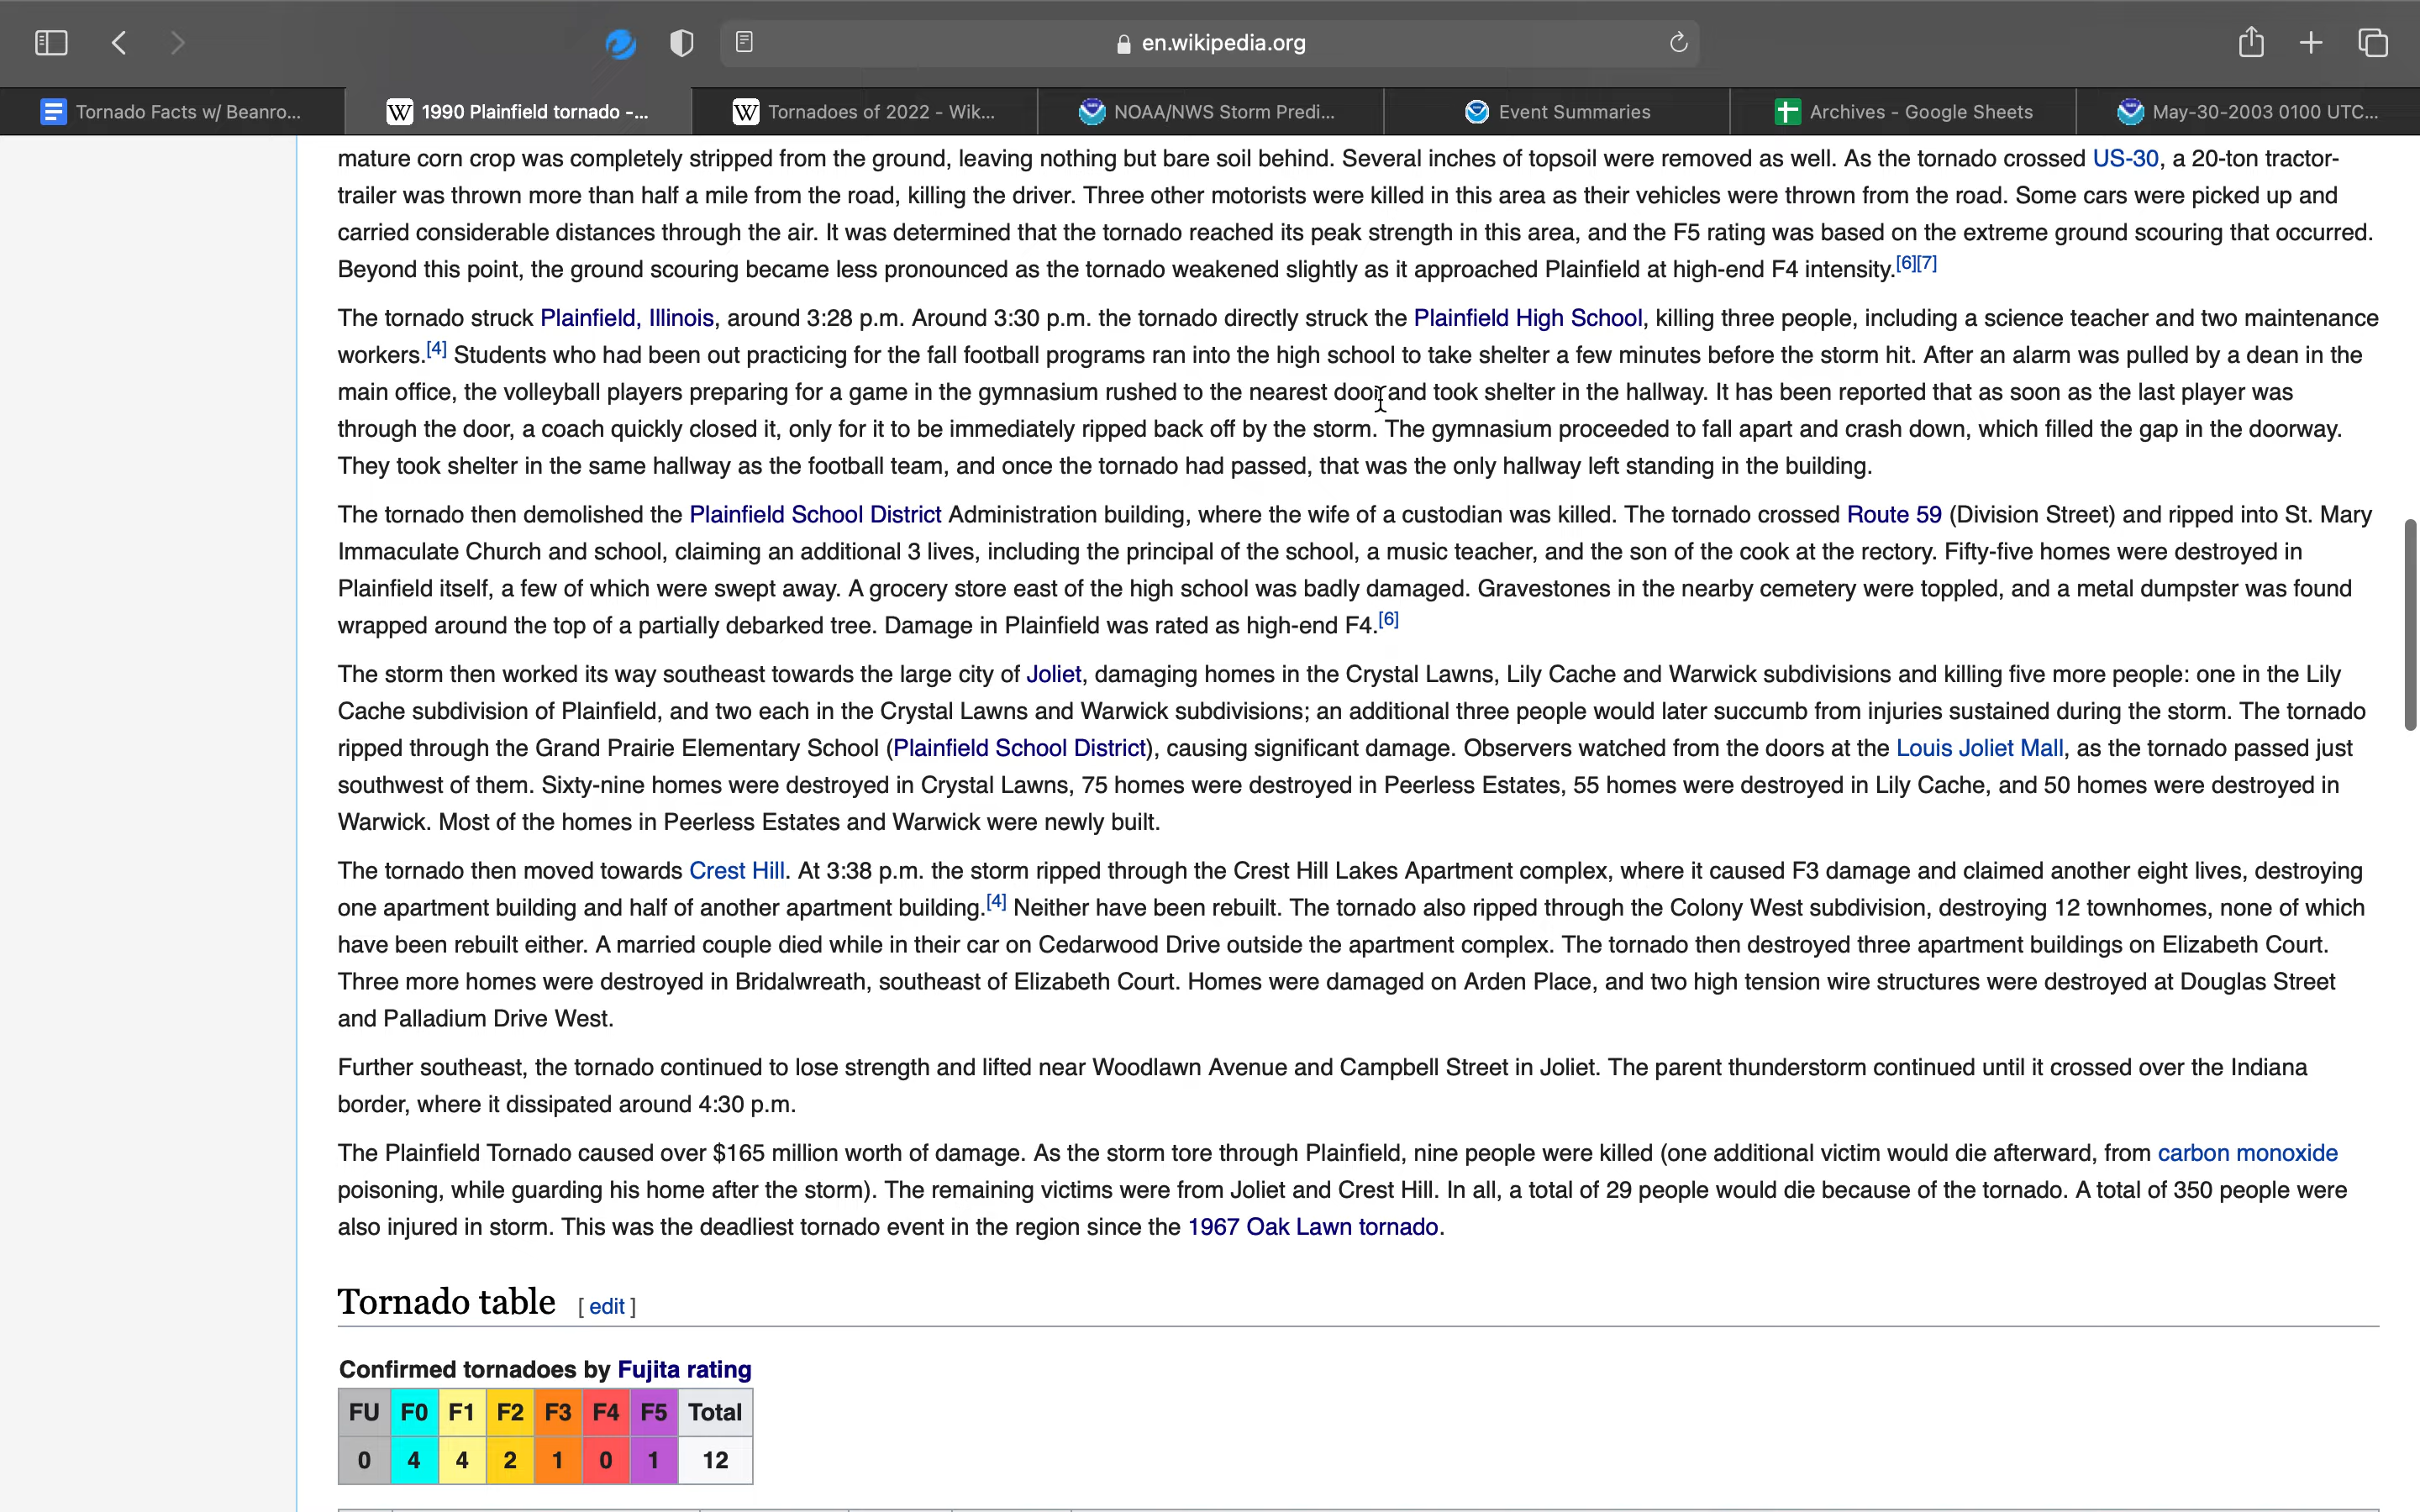 en.wikipedia.org
Tornado Facts w/ Beanro...
1990 Plainfield tornado -...
Tornadoes of 2022 - Wik...
NOAA/NWS Storm Predi...
Event Summaries
Archives - Google Sheets
May-30-2003 0100 UTC...
mature corn crop was completely stripped from the ground, leaving nothing but bare soil behind. Several inches of topsoil were removed as well. As the tornado crossed US-30, a 20-ton tractor-
trailer was thrown more than half a mile from the road, killing the driver. Three other motorists were killed in this area as their vehicles were thrown from the road. Some cars were picked up and
carried considerable distances through the air. It was determined that the tornado reached its peak strength in this area, and the F5 rating was based on the extreme ground scouring that occurred.
Beyond this point, the ground scouring became less pronounced as the tornado weakened slightly as it approached Plainfield at high-end F4 intensity.[6][7]
The tornado struck Plainfield, Illinois, around 3:28 p.m. Around 3:30 p.m. the tornado directly struck the Plainfield High School, killing three people, including a science teacher and two maintenance
workers.[4] Students who had been out practicing for the fall football programs ran into the high school to take shelter a few minutes before the storm hit. After an alarm was pulled by a dean in the
main office, the volleyball players preparing for a game in the gymnasium rushed to the nearest door and took shelter in the hallway. It has been reported that as soon as the last player was
through the door, a coach quickly closed it, only for it to be immediately ripped back off by the storm. The gymnasium proceeded to fall apart and crash down, which filled the gap in the doorway.
They took shelter in the same hallway as the football team, and once the tornado had passed, that was the only hallway left standing in the building.
The tornado then demolished the Plainfield School District Administration building, where the wife of a custodian was killed. The tornado crossed Route 59 (Division Street) and ripped into St. Mary
Immaculate Church and school, claiming an additional 3 lives, including the principal of the school, a music teacher, and the son of the cook at the rectory. Fifty-five homes were destroyed in
Plainfield itself, a few of which were swept away. A grocery store east of the high school was badly damaged. Gravestones in the nearby cemetery were toppled, and a metal dumpster was found
wrapped around the top of a partially debarked tree. Damage in Plainfield was rated as high-end F4.[6]
The storm then worked its way southeast towards the large city of Joliet, damaging homes in the Crystal Lawns, Lily Cache and Warwick subdivisions and killing five more people: one in the Lily
Cache subdivision of Plainfield, and two each in the Crystal Lawns and Warwick subdivisions; an additional three people would later succumb from injuries sustained during the storm. The tornado
ripped through the Grand Prairie Elementary School (Plainfield School District), causing significant damage. Observers watched from the doors at the Louis Joliet Mall, as the tornado passed just
southwest of them. Sixty-nine homes were destroyed in Crystal Lawns, 75 homes were destroyed in Peerless Estates, 55 homes were destroyed in Lily Cache, and 50 homes were destroyed in
Warwick. Most of the homes in Peerless Estates and Warwick were newly built.
The tornado then moved towards Crest Hill. At 3:38 p.m. the storm ripped through the Crest Hill Lakes Apartment complex, where it caused F3 damage and claimed another eight lives, destroying
one apartment building and half of another apartment building.[4] Neither have been rebuilt. The tornado also ripped through the Colony West subdivision, destroying 12 townhomes, none of which
have been rebuilt either. A married couple died while in their car on Cedarwood Drive outside the apartment complex. The tornado then destroyed three apartment buildings on Elizabeth Court.
Three more homes were destroyed in Bridalwreath, southeast of Elizabeth Court. Homes were damaged on Arden Place, and two high tension wire structures were destroyed at Douglas Street
and Palladium Drive West.
Further southeast, the tornado continued to lose strength and lifted near Woodlawn Avenue and Campbell Street in Joliet. The parent thunderstorm continued until it crossed over the Indiana
border, where it dissipated around 4:30 p.m.
The Plainfield Tornado caused over $165 million worth of damage. As the storm tore through Plainfield, nine people were killed (one additional victim would die afterward, from carbon monoxide
poisoning, while guarding his home after the storm). The remaining victims were from Joliet and Crest Hill. In all, a total of 29 people would die because of the tornado. A total of 350 people were
also injured in storm. This was the deadliest tornado event in the region since the 1967 Oak Lawn tornado.
Tornado table [ edit ]
Confirmed tornadoes by Fujita rating
FU F0 F1 F2 F3 F4 F5 Total
0 4 4 2 1 0 1 12